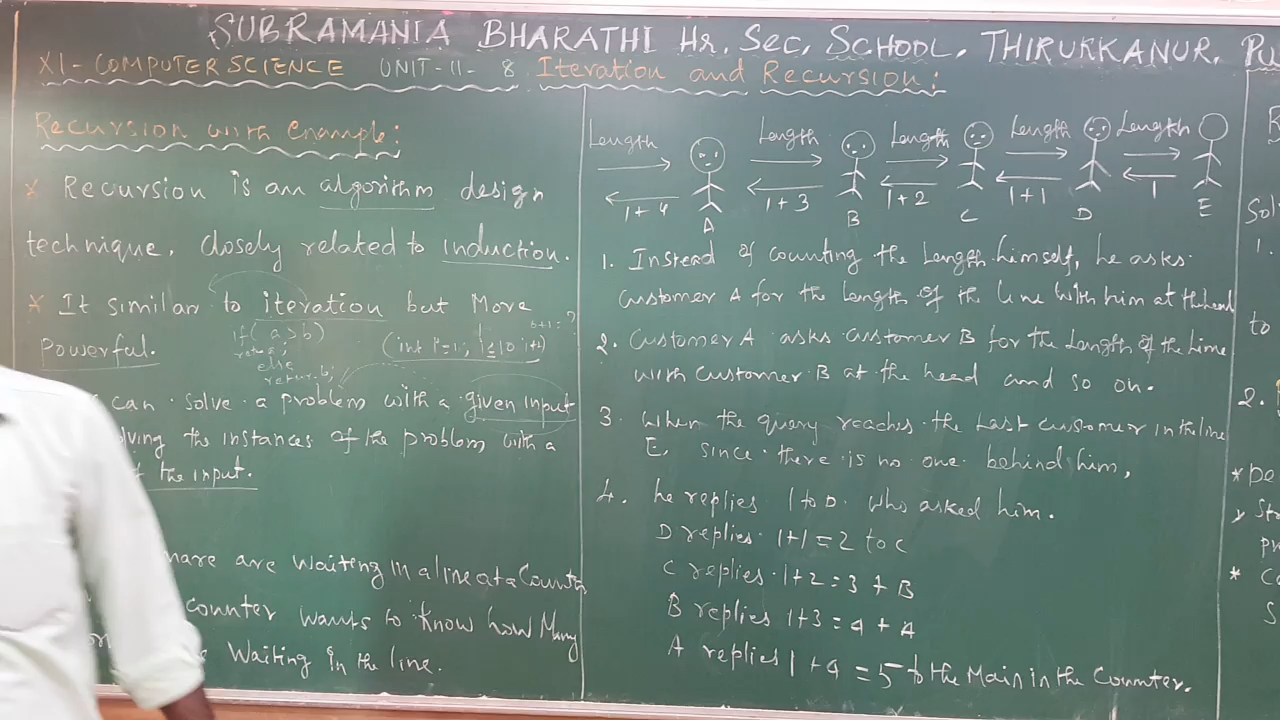 SUBRAMANIA BHARATHI Hr. Sec. SCHOOL, THIRUKKANUR. Pu
XI - COMPUTER SCIENCE UNIT-II- 8 Iteration and Recursion:
Recursion with Example:
* Recursion is an algorithm design
technique, closely related to induction.
* It similar to iteration but More
Powerful.
if( a>b)
return;
else
return b;
b+1=?
(int i=1; i≤10 i++)
can solve a problem with a given input
lving the instances of the problem with a
the input.
are waiting in a line at a Counter
counter wants to know how Many
Waiting in the line.
Length Length Length Length Length
1+4 1+3 1+2 1+1 1
A B C D E
1. Instead of counting the Length himself, he asks
Customer A for the Length of the line with him at the head
2. Customer A asks customer B for the Length of the Line
with Customer B at the head and so on.
3. When the query reaches the Last customer in the line
E, since there is no one behind him,
4. he replies 1 to D who asked him.
D replies 1+1=2 to C
C replies 1+2=3 + B
B replies 1+3=4 + A
A replies 1+4=5 to the Main in the Counter.
R
Sol
1.
to
2.
* De
Str
pr
* Co
S